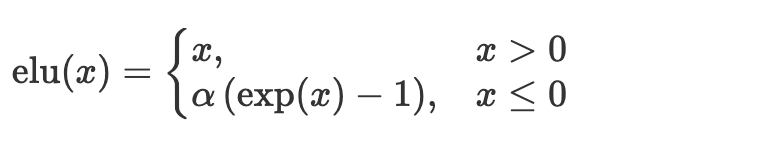 elu(x) = { x, x > 0
α (exp(x) − 1), x ≤ 0